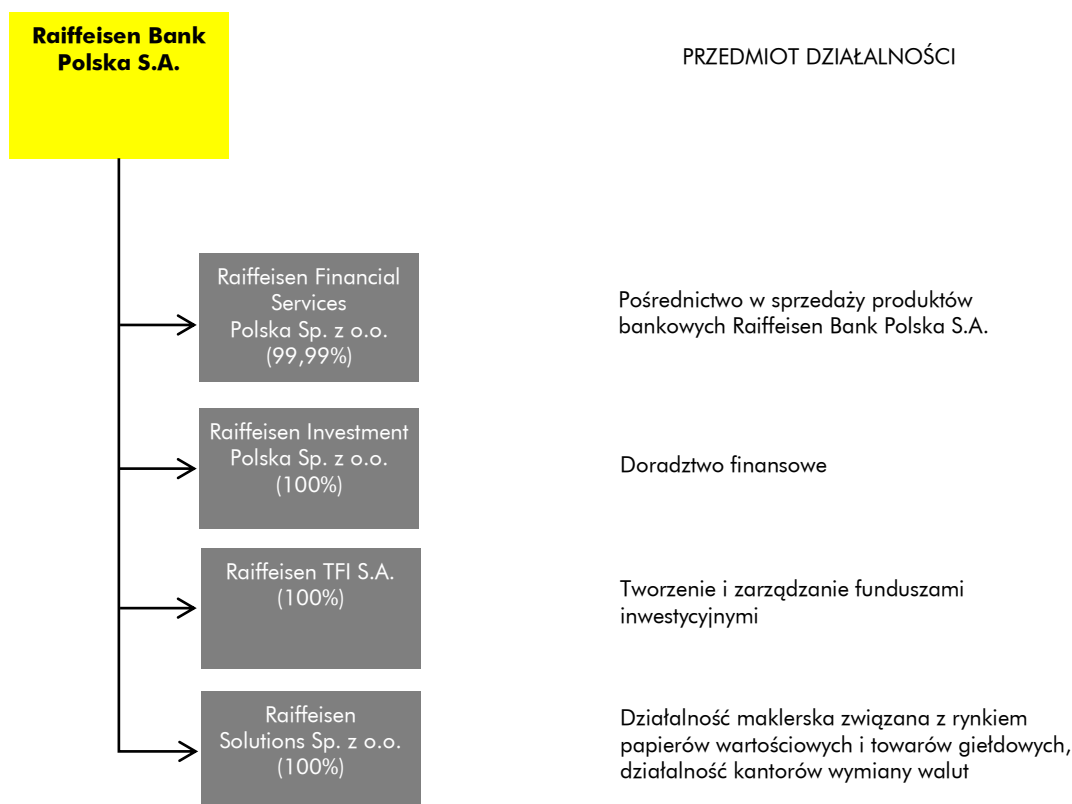 Raiffeisen Bank
Polska S.A.
PRZEDMIOT DZIAŁALNOŚCI
Raiffeisen Financial
Services
Polska Sp. z o.o.
(99,99%)
Pośrednictwo w sprzedaży produktów
bankowych Raiffeisen Bank Polska S.A.
Raiffeisen Investment
Polska Sp. z o.o.
(100%)
Doradztwo finansowe
Raiffeisen TFI S.A.
(100%)
Tworzenie i zarządzanie funduszami
inwestycyjnymi
Raiffeisen
Solutions Sp. z o.o.
(100%)
Działalność maklerska związana z rynkiem
papierów wartościowych i towarów giełdowych,
działalność kantorów wymiany walut